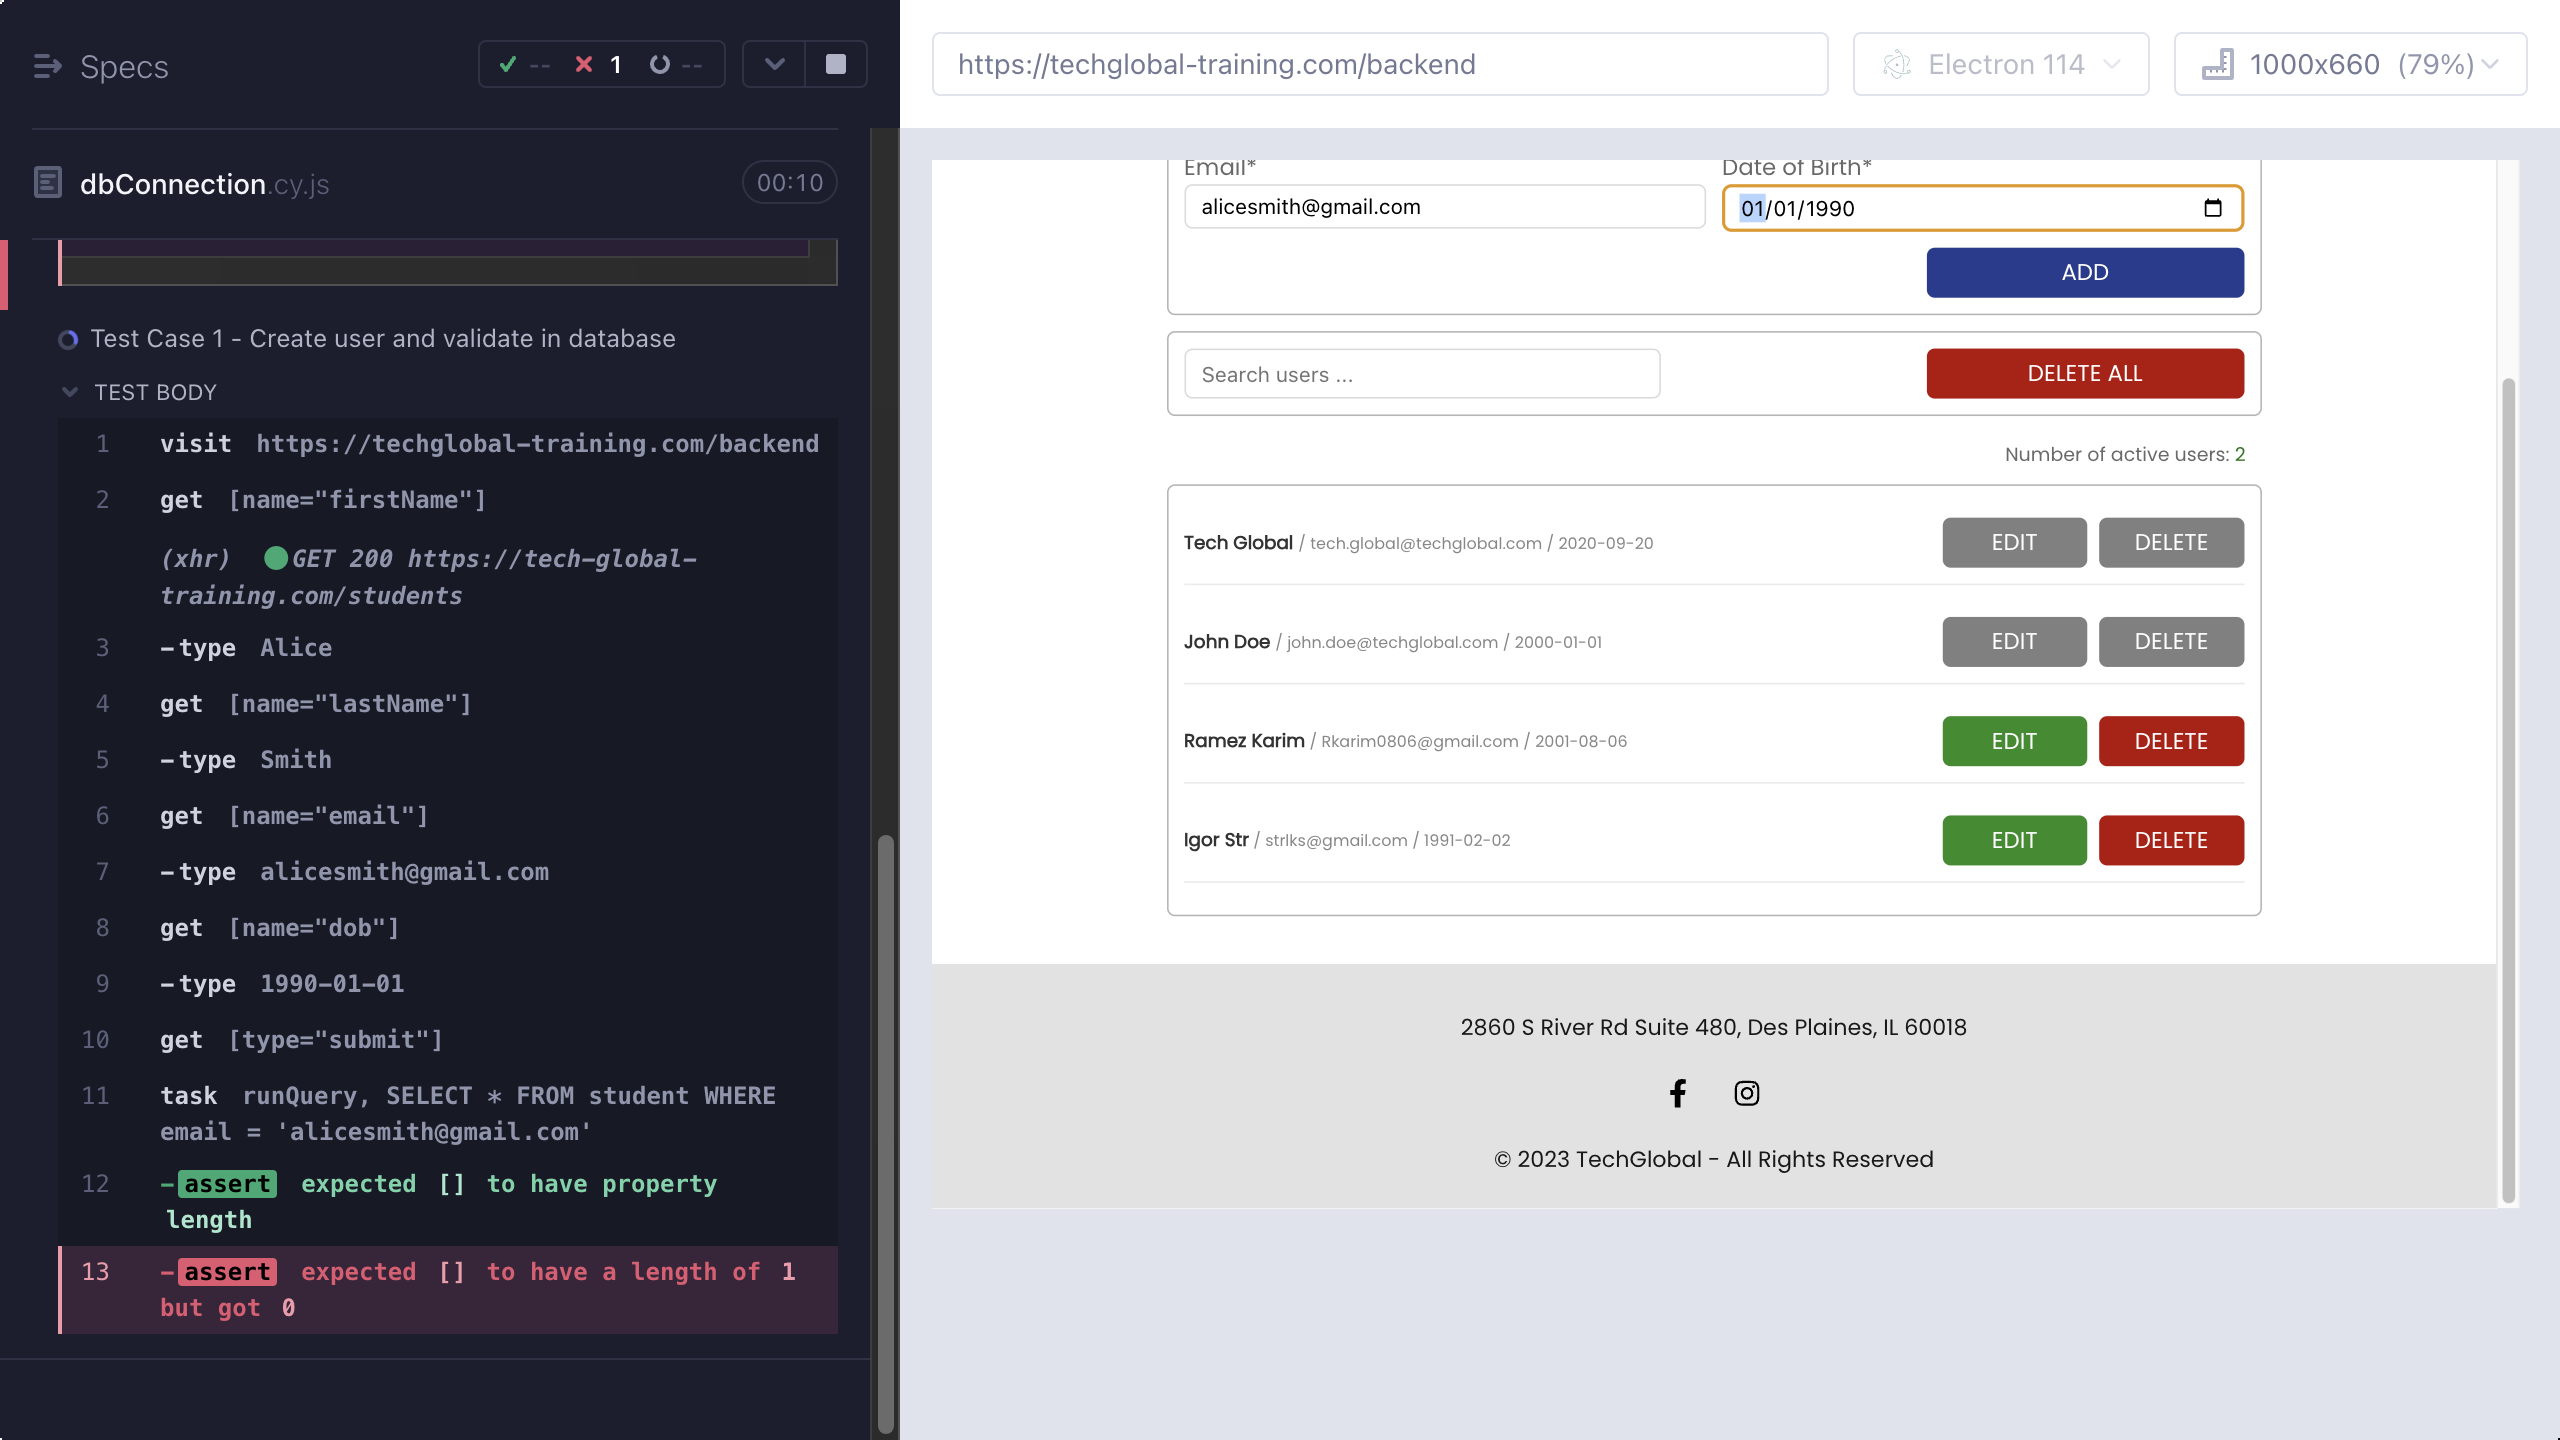 Specs
--
1
--
dbConnection.cy.js
00:10
Test Case 1 - Create user and validate in database
TEST BODY
1 visit https://techglobal-training.com/backend
2 get [name="firstName"]
(xhr) GET 200 https://tech-global-
training.com/students
3 -type Alice
4 get [name="lastName"]
5 -type Smith
6 get [name="email"]
7 -type alicesmith@gmail.com
8 get [name="dob"]
9 -type 1990-01-01
10 get [type="submit"]
11 task runQuery, SELECT * FROM student WHERE
email = 'alicesmith@gmail.com'
12 -assert expected [] to have property
length
13 -assert expected [] to have a length of 1
but got 0
https://techglobal-training.com/backend
Electron 114
1000x660 (79%)
Email*
Date of Birth*
alicesmith@gmail.com
01/01/1990
ADD
Search users ...
DELETE ALL
Number of active users: 2
Tech Global / tech.global@techglobal.com / 2020-09-20
EDIT
DELETE
John Doe / john.doe@techglobal.com / 2000-01-01
EDIT
DELETE
Ramez Karim / Rkarim0806@gmail.com / 2001-08-06
EDIT
DELETE
Igor Str / strlks@gmail.com / 1991-02-02
EDIT
DELETE
2860 S River Rd Suite 480, Des Plaines, IL 60018
© 2023 TechGlobal - All Rights Reserved